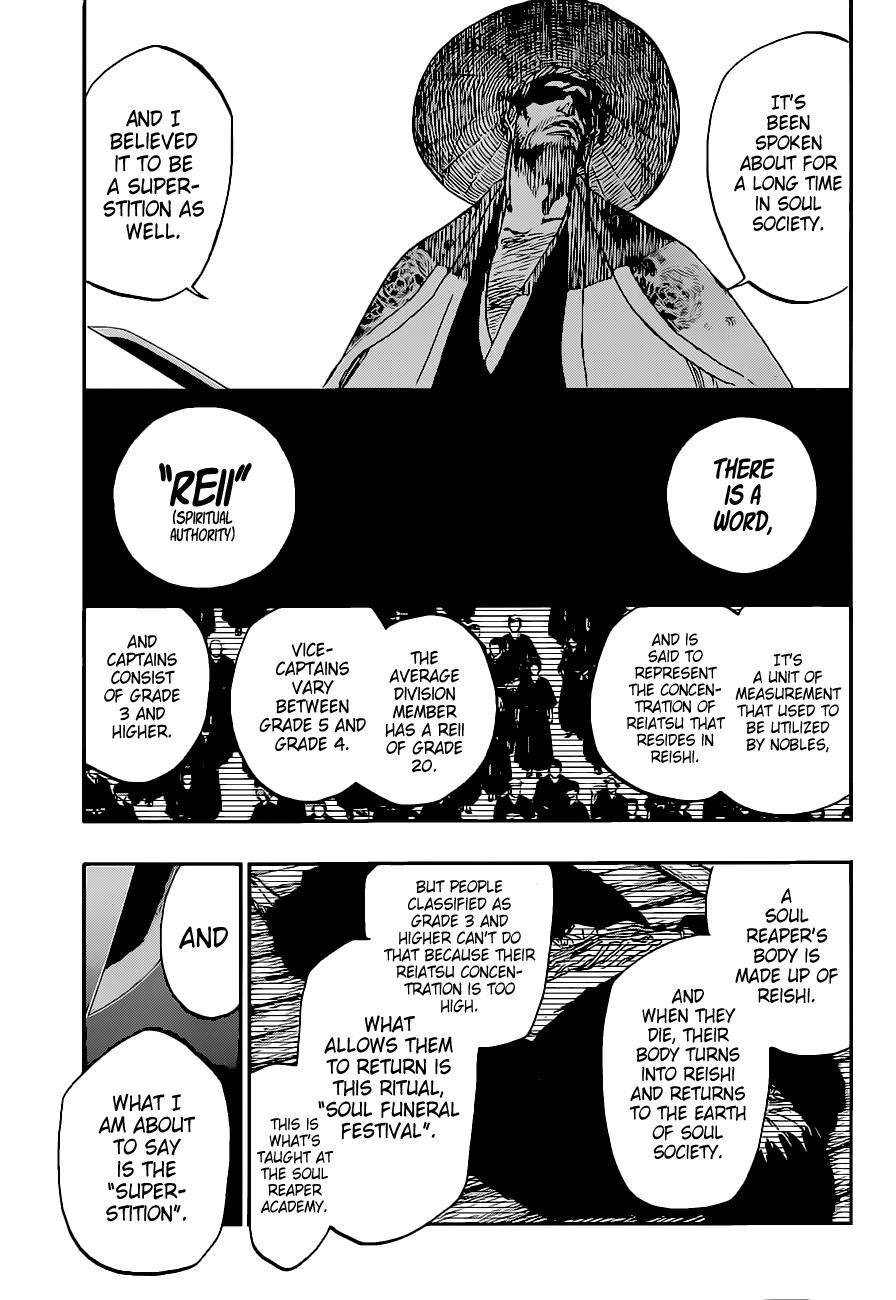 IT'S
BEEN
SPOKEN
ABOUT FOR
A LONG TIME
IN SOUL
SOCIETY.
AND I
BELIEVED
IT TO BE
A SUPER-
STITION AS
WELL.
THERE
IS A
WORD,
"REII"
(SPIRITUAL
AUTHORITY)
IT'S
A UNIT OF
MEASUREMENT
THAT USED TO
BE UTILIZED
BY NOBLES,
AND IS
SAID TO
REPRESENT
THE CONCEN-
TRATION OF
REIATSU THAT
RESIDES IN
REISHI.
THE
AVERAGE
DIVISION
MEMBER
HAS A REII
OF GRADE
20.
VICE-
CAPTAINS
VARY
BETWEEN
GRADE 5 AND
GRADE 4.
AND
CAPTAINS
CONSIST
OF GRADE
3 AND
HIGHER.
A
SOUL
REAPER'S
BODY IS
MADE UP OF
REISHI.
AND
WHEN THEY
DIE, THEIR
BODY TURNS
INTO REISHI
AND RETURNS
TO THE EARTH
OF SOUL
SOCIETY.
BUT PEOPLE
CLASSIFIED AS
GRADE 3 AND
HIGHER CAN'T DO
THAT BECAUSE THEIR
REIATSU CONCEN-
TRATION IS TOO
HIGH.
WHAT
ALLOWS THEM
TO RETURN IS
THIS RITUAL,
"SOUL FUNERAL
FESTIVAL".
THIS IS
WHAT'S
TAUGHT AT
THE SOUL
REAPER
ACADEMY.
AND
WHAT I
AM ABOUT
TO SAY
IS THE
"SUPER-
STITION".